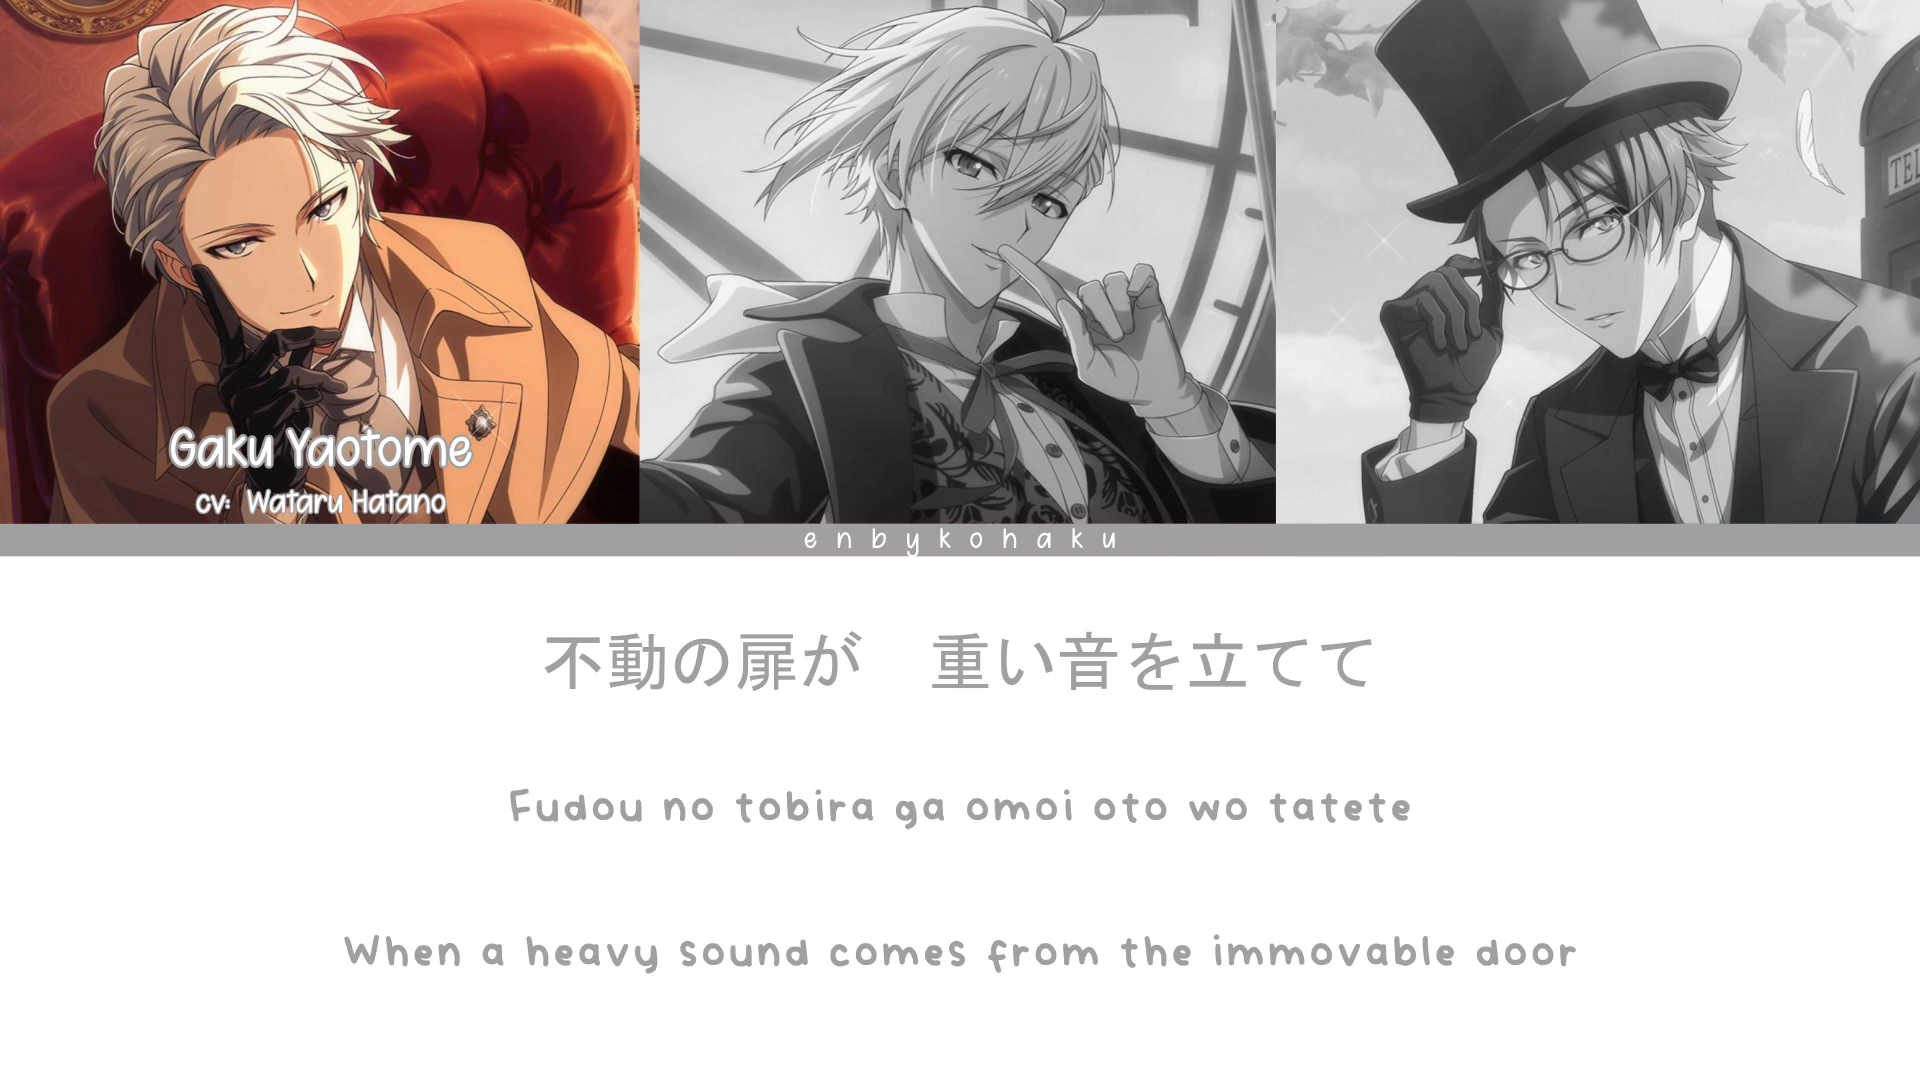 TEL
Gaku Yaotome
cv: Wataru Hatano
enbykohaku
不動の扉が　重い音を立てて
Fudou no tobira ga omoi oto wo tatete
When a heavy sound comes from the immovable door